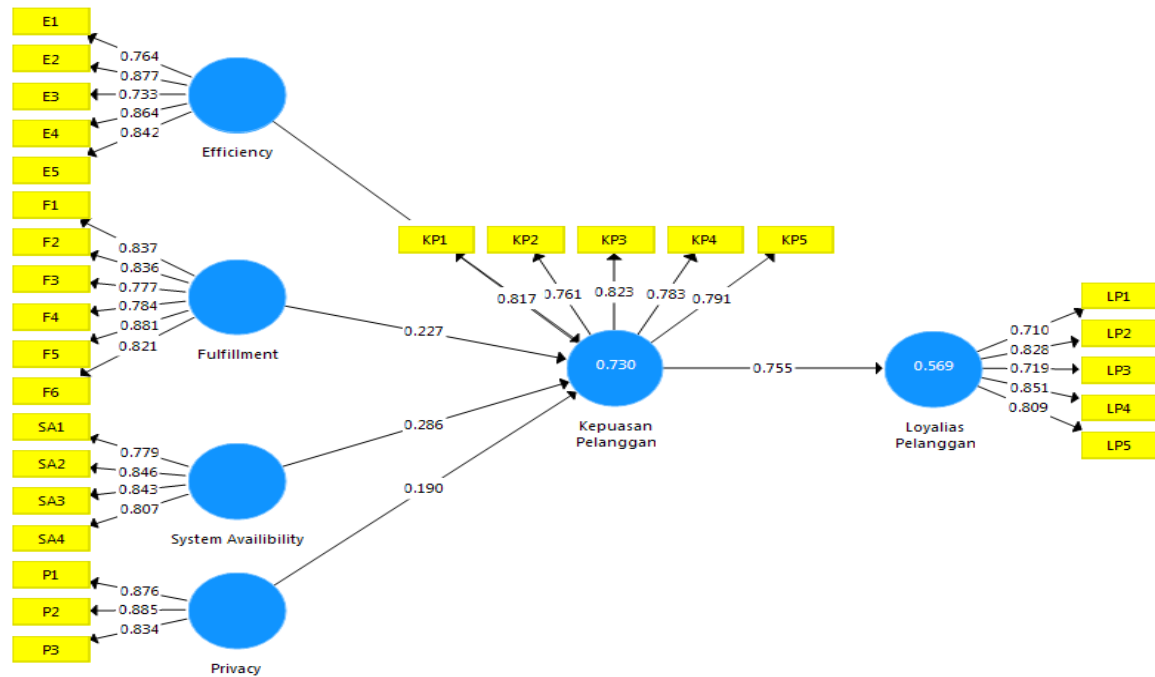 E1
E2
E3
E4
E5
0.764
0.877
0.733
0.864
0.842
Efficiency
F1
F2
F3
F4
F5
F6
0.837
0.836
0.777
0.784
0.881
0.821
Fulfillment
SA1
SA2
SA3
SA4
0.779
0.846
0.843
0.807
System Availibility
P1
P2
P3
0.876
0.885
0.834
Privacy
0.227
0.286
0.190
KP1
KP2
KP3
KP4
KP5
0.817
0.761
0.823
0.783
0.791
0.730
Kepuasan
Pelanggan
0.755
0.569
Loyalias
Pelanggan
0.710
0.828
0.719
0.851
0.809
LP1
LP2
LP3
LP4
LP5